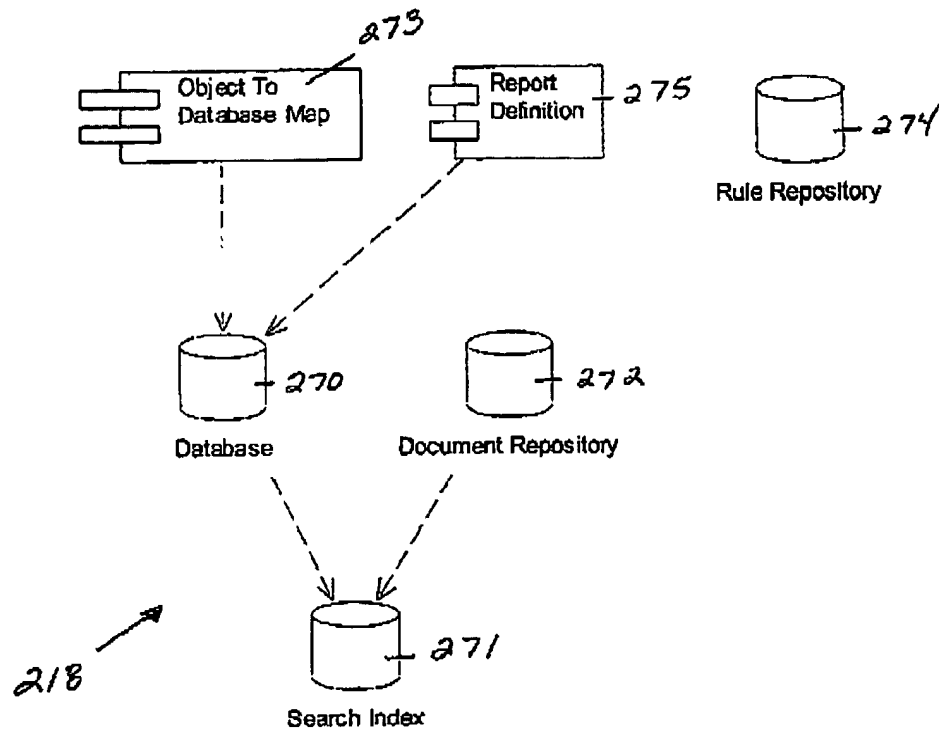 273
Object To
Database Map
Report
Definition
275
274
Rule Repository
270
Database
272
Document Repository
271
Search Index
218